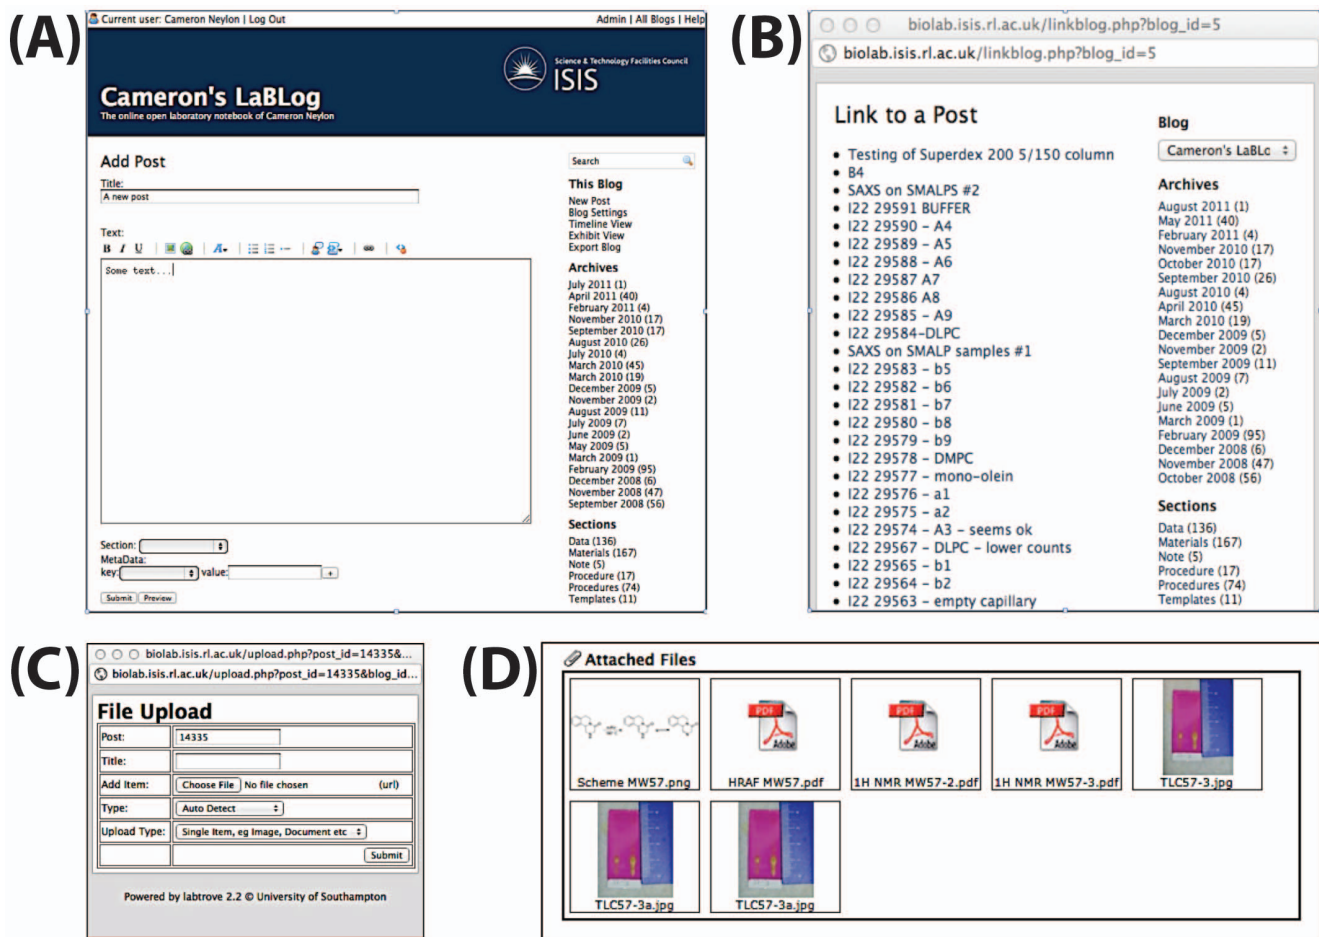 (A)
Current user: Cameron Neylon | Log Out
Admin | All Blogs | Help
Science & Technology Facilities Council
ISIS
Cameron's LaBLog
The online open laboratory notebook of Cameron Neylon
Add Post
Title:
A new post
Text:
B I U
Some text...
Section:
MetaData:
key: value: +
Submit Preview
Search
This Blog
New Post
Blog Settings
Timeline View
Exhibit View
Export Blog
Archives
July 2011 (1)
April 2011 (40)
February 2011 (4)
November 2010 (17)
September 2010 (17)
August 2010 (26)
July 2010 (4)
March 2010 (45)
March 2010 (19)
December 2009 (5)
November 2009 (2)
August 2009 (11)
July 2009 (7)
June 2009 (2)
May 2009 (5)
March 2009 (1)
February 2009 (95)
December 2008 (6)
November 2008 (47)
September 2008 (56)
Sections
Data (136)
Materials (167)
Note (5)
Procedure (17)
Procedures (74)
Templates (11)
(B)
biolab.isis.rl.ac.uk/linkblog.php?blog_id=5
biolab.isis.rl.ac.uk/linkblog.php?blog_id=5
Link to a Post
Testing of Superdex 200 5/150 column
B4
SAXS on SMALPS #2
I22 29591 BUFFER
I22 29590 - A4
I22 29589 - A5
I22 29588 - A6
I22 29587 A7
I22 29586 A8
I22 29585 - A9
I22 29584-DLPC
SAXS on SMALP samples #1
I22 29583 - b5
I22 29582 - b6
I22 29581 - b7
I22 29580 - b8
I22 29579 - b9
I22 29578 - DMPC
I22 29577 - mono-olein
I22 29576 - a1
I22 29575 - a2
I22 29574 - A3 - seems ok
I22 29567 - DLPC - lower counts
I22 29565 - b1
I22 29564 - b2
I22 29563 - empty capillary
Blog
Cameron's LaBLc
Archives
August 2011 (1)
May 2011 (40)
February 2011 (4)
November 2010 (17)
October 2010 (17)
September 2010 (26)
August 2010 (4)
April 2010 (45)
March 2010 (19)
December 2009 (5)
November 2009 (2)
September 2009 (11)
August 2009 (7)
July 2009 (2)
June 2009 (5)
March 2009 (1)
February 2009 (95)
December 2008 (6)
November 2008 (47)
October 2008 (56)
Sections
Data (136)
Materials (167)
Note (5)
Procedure (17)
Procedures (74)
Templates (11)
(C)
biolab.isis.rl.ac.uk/upload.php?post_id=14335&...
biolab.isis.rl.ac.uk/upload.php?post_id=14335&blog_id...
File Upload
Post: 14335
Title:
Add Item: Choose File No file chosen (url)
Type: Auto Detect
Upload Type: Single Item, eg Image, Document etc
Submit
Powered by labtrove 2.2 © University of Southampton
(D)
Attached Files
PDF Adobe PDF Adobe PDF Adobe
Scheme MW57.png HRAF MW57.pdf 1H NMR MW57-2.pdf 1H NMR MW57-3.pdf TLC57-3.jpg
TLC57-3a.jpg TLC57-3a.jpg